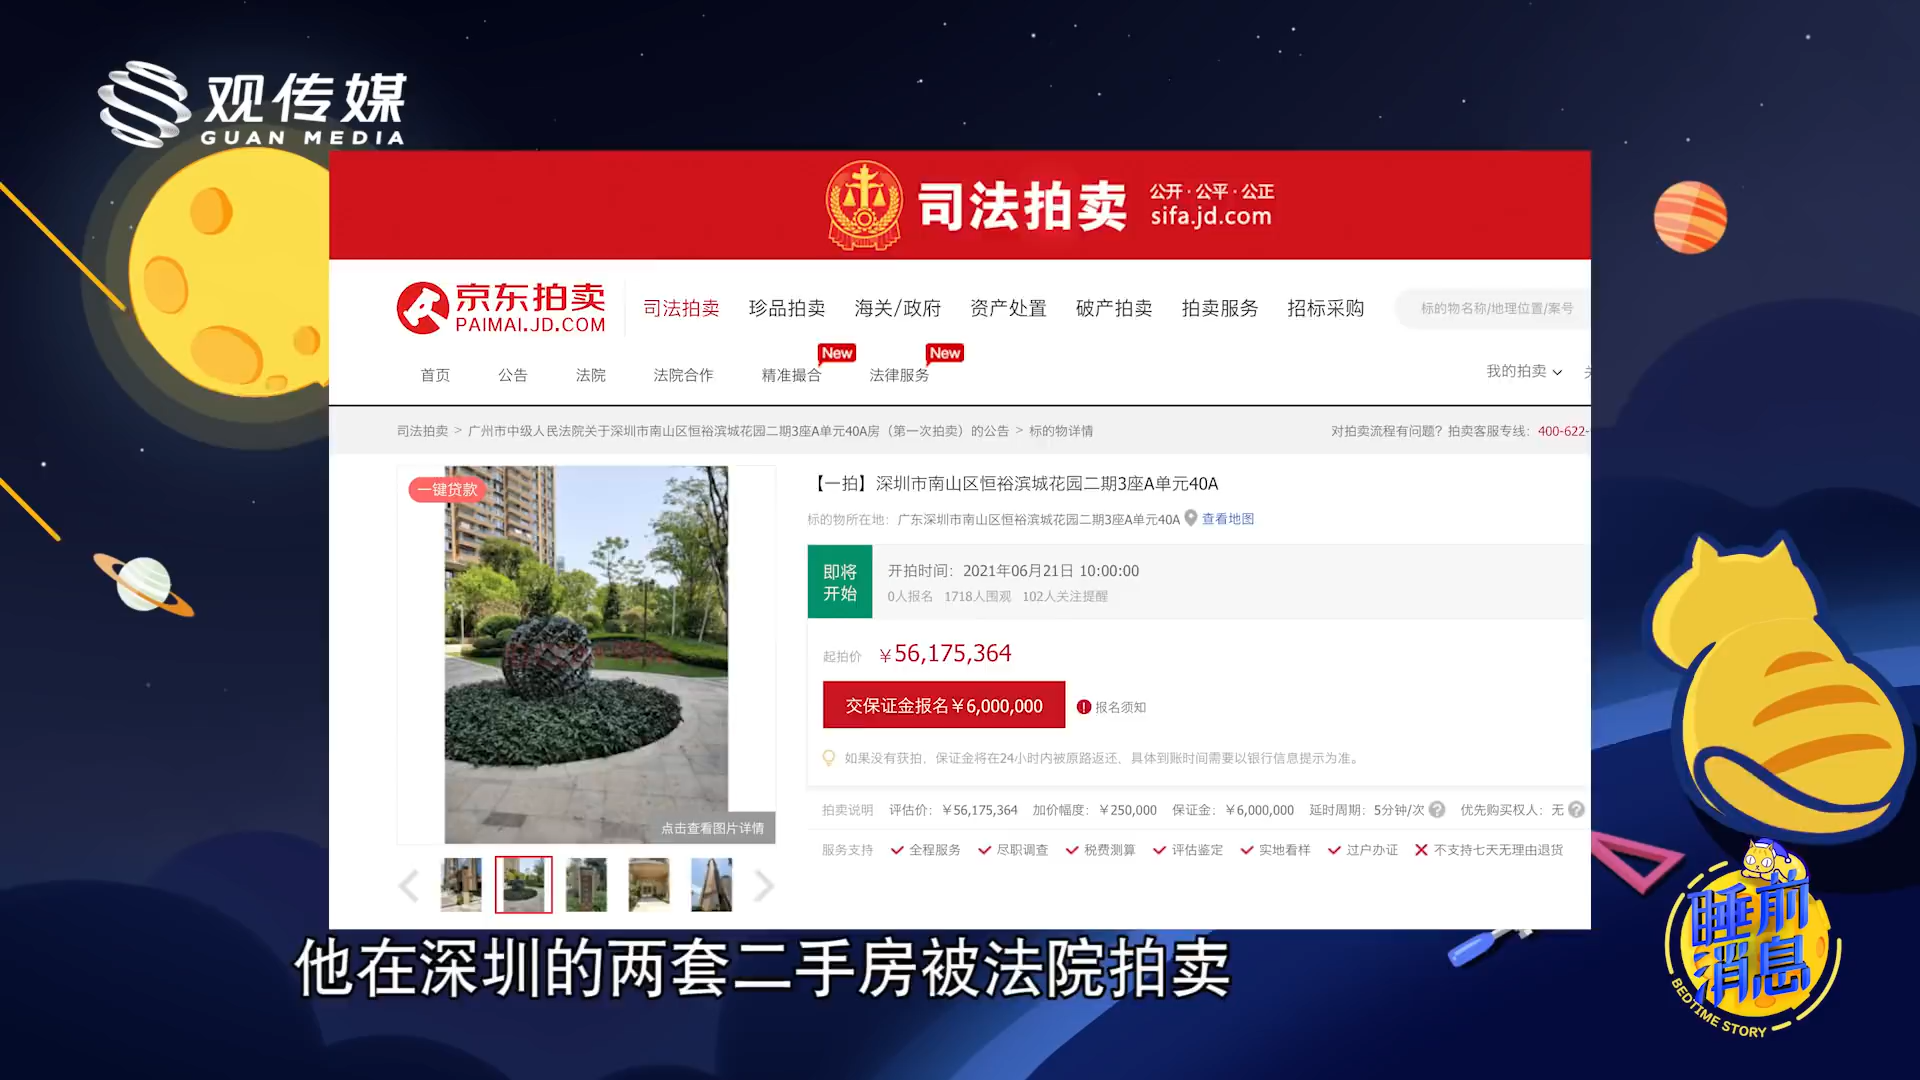 观传媒
GUAN MEDIA
司法拍卖
公开·公平·公正
sifa.jd.com
京东拍卖
PAIMAI.JD.COM
司法拍卖 珍品拍卖 海关/政府 资产处置 破产拍卖 拍卖服务 招标采购
标的物名称/地理位置/案号
New New
首页 公告 法院 法院合作 精准撮合 法律服务
我的拍卖
司法拍卖 > 广州市中级人民法院关于深圳市南山区恒裕滨城花园二期3座A单元40A房（第一次拍卖）的公告 > 标的物详情
对拍卖流程有问题？拍卖客服专线：400-622-
一键贷款
【一拍】深圳市南山区恒裕滨城花园二期3座A单元40A
标的物所在地：广东深圳市南山区恒裕滨城花园二期3座A单元40A 查看地图
即将
开始
开拍时间：2021年06月21日 10:00:00
0人报名 1718人围观 102人关注提醒
起拍价 ￥56,175,364
交保证金报名￥6,000,000 报名须知
如果没有获拍，保证金将在24小时内被原路返还，具体到账时间需要以银行信息提示为准。
点击查看图片详情
拍卖说明 评估价：￥56,175,364 加价幅度：￥250,000 保证金：￥6,000,000 延时周期：5分钟/次 优先购买权人：无
服务支持 全程服务 尽职调查 税费测算 评估鉴定 实地看样 过户办证 不支持七天无理由退货
他在深圳的两套二手房被法院拍卖
睡前
消息
BEDTIME STORY